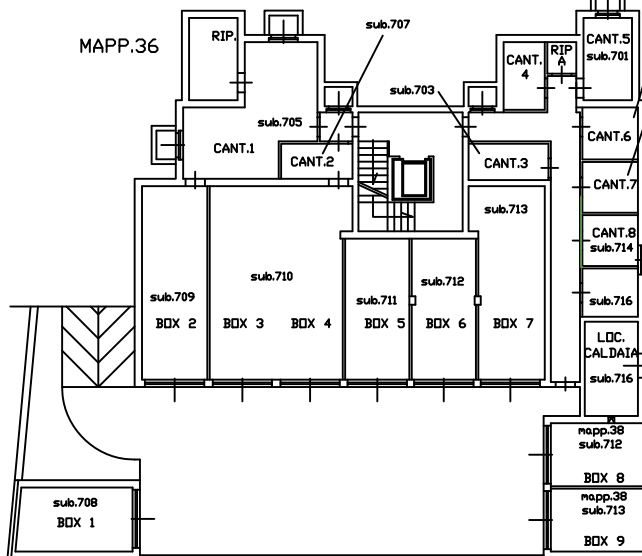 MAPP.36
RIP.
sub.707
CANT.
4
RIP
A
CANT.5
sub.701
sub.703
sub.705
CANT.1
CANT.2
CANT.3
CANT.6
CANT.7
CANT.8
sub.714
sub.713
sub.716
sub.709
sub.710
sub.711
sub.712
BOX 2
BOX 3
BOX 4
BOX 5
BOX 6
BOX 7
LOC.
CALDAIA
sub.716
mapp.38
sub.712
BOX 8
mapp.38
sub.713
BOX 9
sub.708
BOX 1